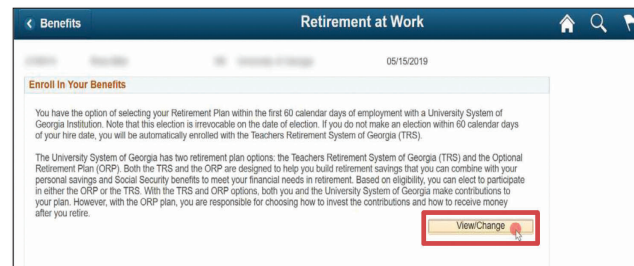 Benefits
Retirement at Work
05/15/2019
Enroll In Your Benefits
You have the option of selecting your Retirement Plan within the first 60 calendar days of employment with a University System of
Georgia Institution. Note that this election is irrevocable on the date of election. If you do not make an election within 60 calendar days
of your hire date, you will be automatically enrolled with the Teachers Retirement System of Georgia (TRS).
The University System of Georgia has two retirement plan options: the Teachers Retirement System of Georgia (TRS) and the Optional
Retirement Plan (ORP). Both the TRS and the ORP are designed to help you build retirement savings that you can combine with your
personal savings and Social Security benefits to meet your financial needs in retirement. Based on eligibility, you can elect to participate
in either the ORP or the TRS. With the TRS and ORP options, both you and the University System of Georgia make contributions to
your plan. However, with the ORP plan, you are responsible for choosing how to invest the contributions and how to receive money
after you retire.
View/Change